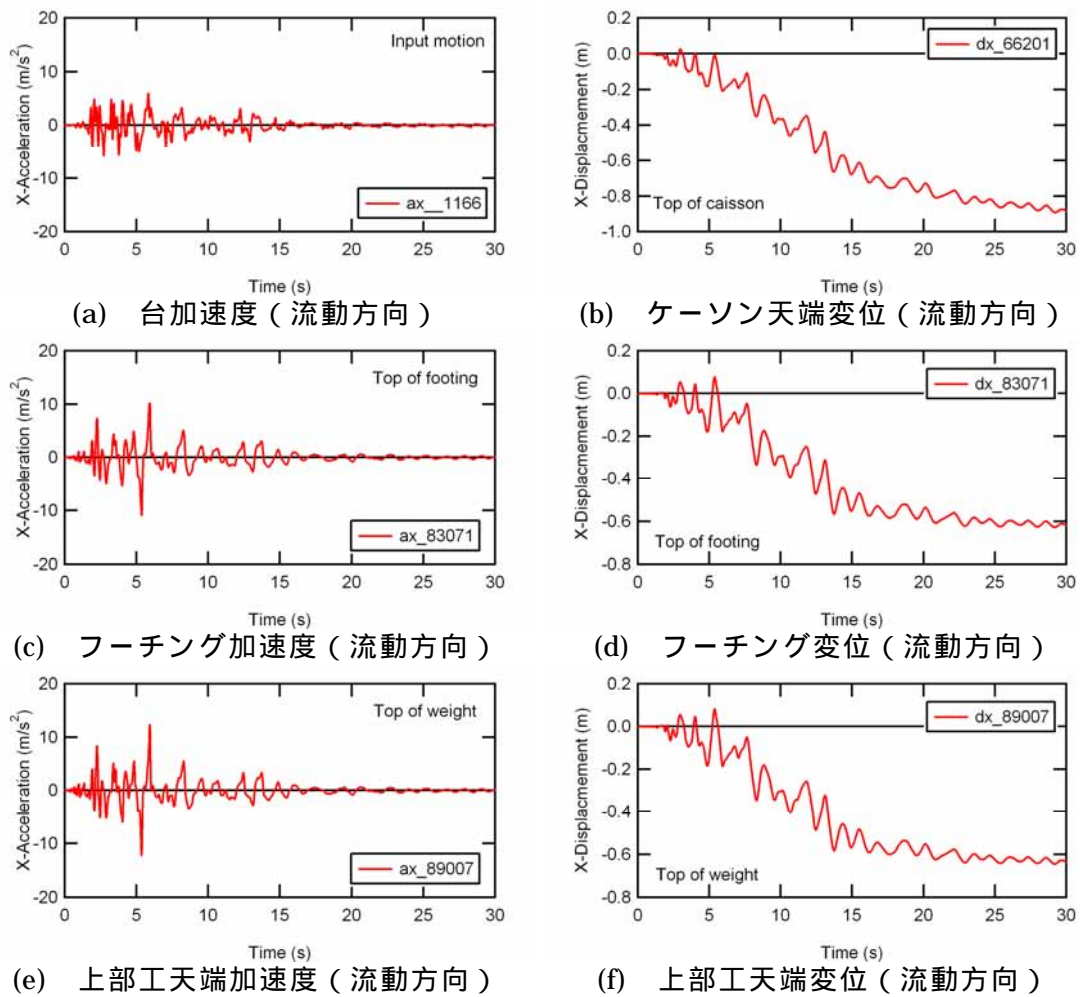 20
10
0
-10
-20
X-Acceleration (m/s²)
Input motion
ax__1166
0 5 10 15 20 25 30
Time (s)
(a) 台加速度（流動方向）
0.2
0.0
-0.2
-0.4
-0.6
-0.8
-1.0
X-Displacmement (m)
dx_66201
Top of caisson
0 5 10 15 20 25 30
Time (s)
(b) ケーソン天端変位（流動方向）
20
10
0
-10
-20
X-Acceleration (m/s²)
Top of footing
ax_83071
0 5 10 15 20 25 30
Time (s)
(c) フーチング加速度（流動方向）
0.2
0.0
-0.2
-0.4
-0.6
-0.8
X-Displacmement (m)
dx_83071
Top of footing
0 5 10 15 20 25 30
Time (s)
(d) フーチング変位（流動方向）
20
10
0
-10
-20
X-Acceleration (m/s²)
Top of weight
ax_89007
0 5 10 15 20 25 30
Time (s)
(e) 上部工天端加速度（流動方向）
0.2
0.0
-0.2
-0.4
-0.6
-0.8
X-Displacmement (m)
dx_89007
Top of weight
0 5 10 15 20 25 30
Time (s)
(f) 上部工天端変位（流動方向）